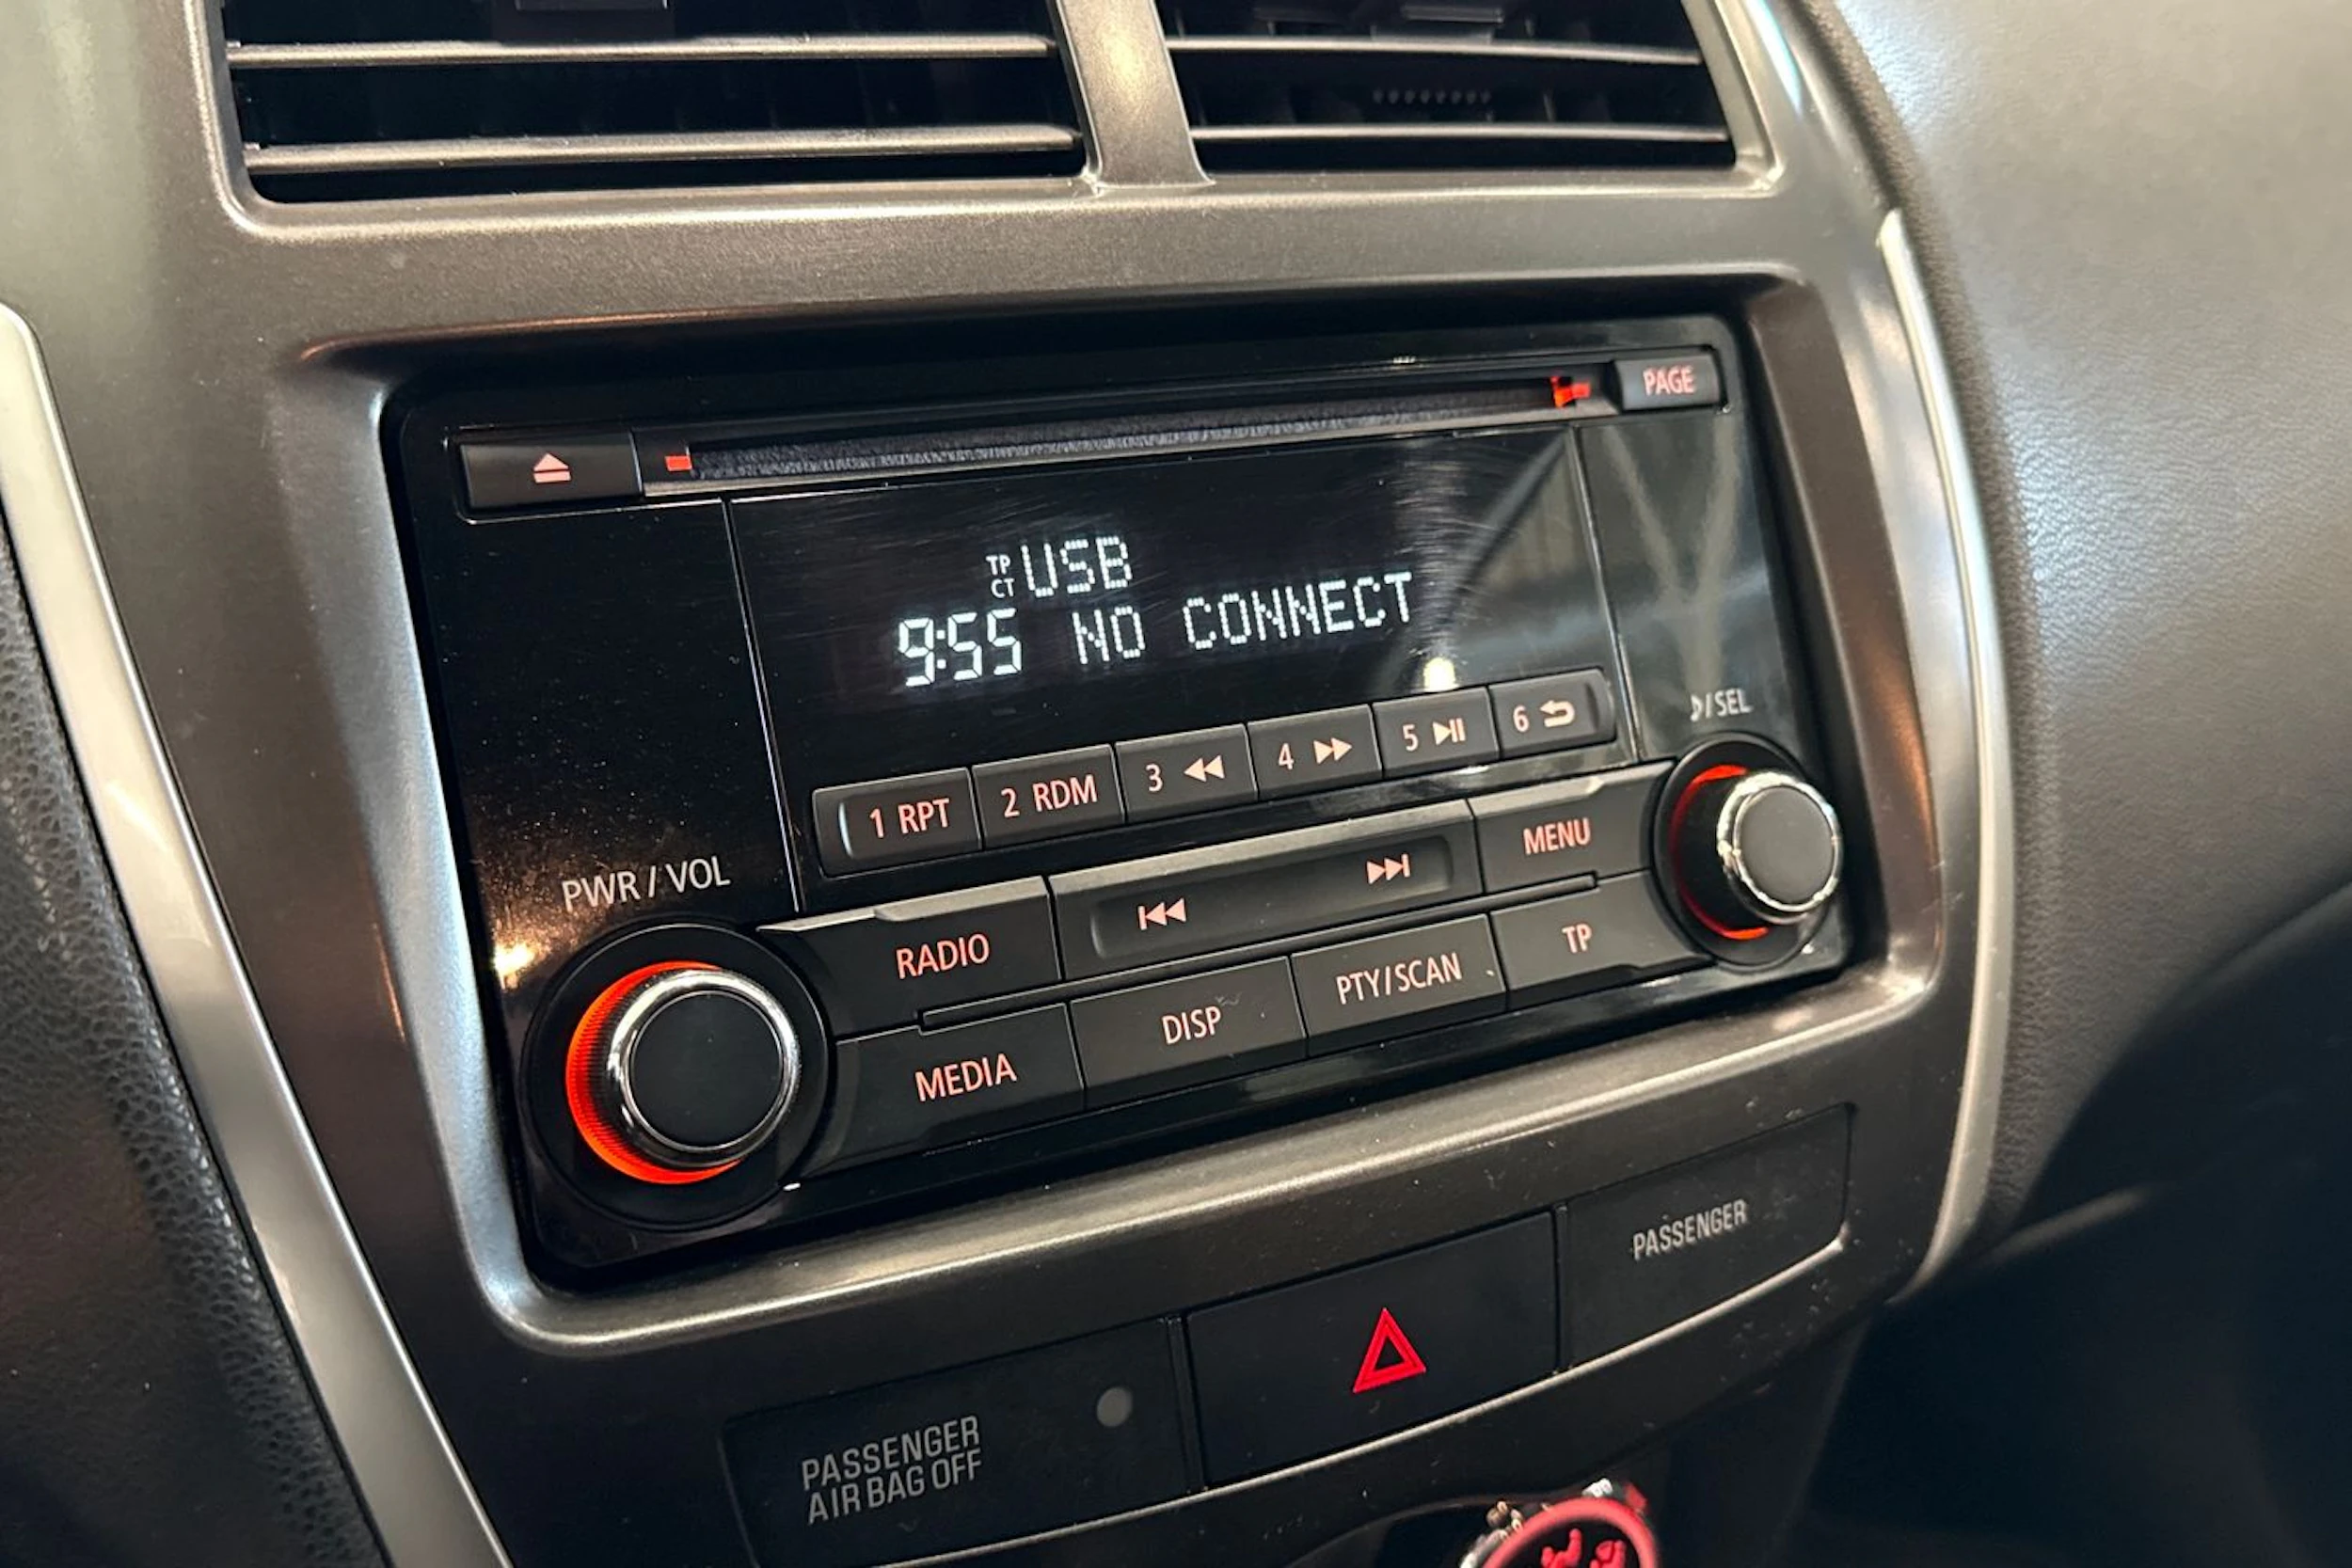 PAGE
TP USB
CT
9:55 NO CONNECT
♪/SEL
1 RPT 2 RDM 3 4 5 6
PWR / VOL
MENU
RADIO
PTY/SCAN TP
DISP
MEDIA
PASSENGER
PASSENGER
AIR BAG OFF